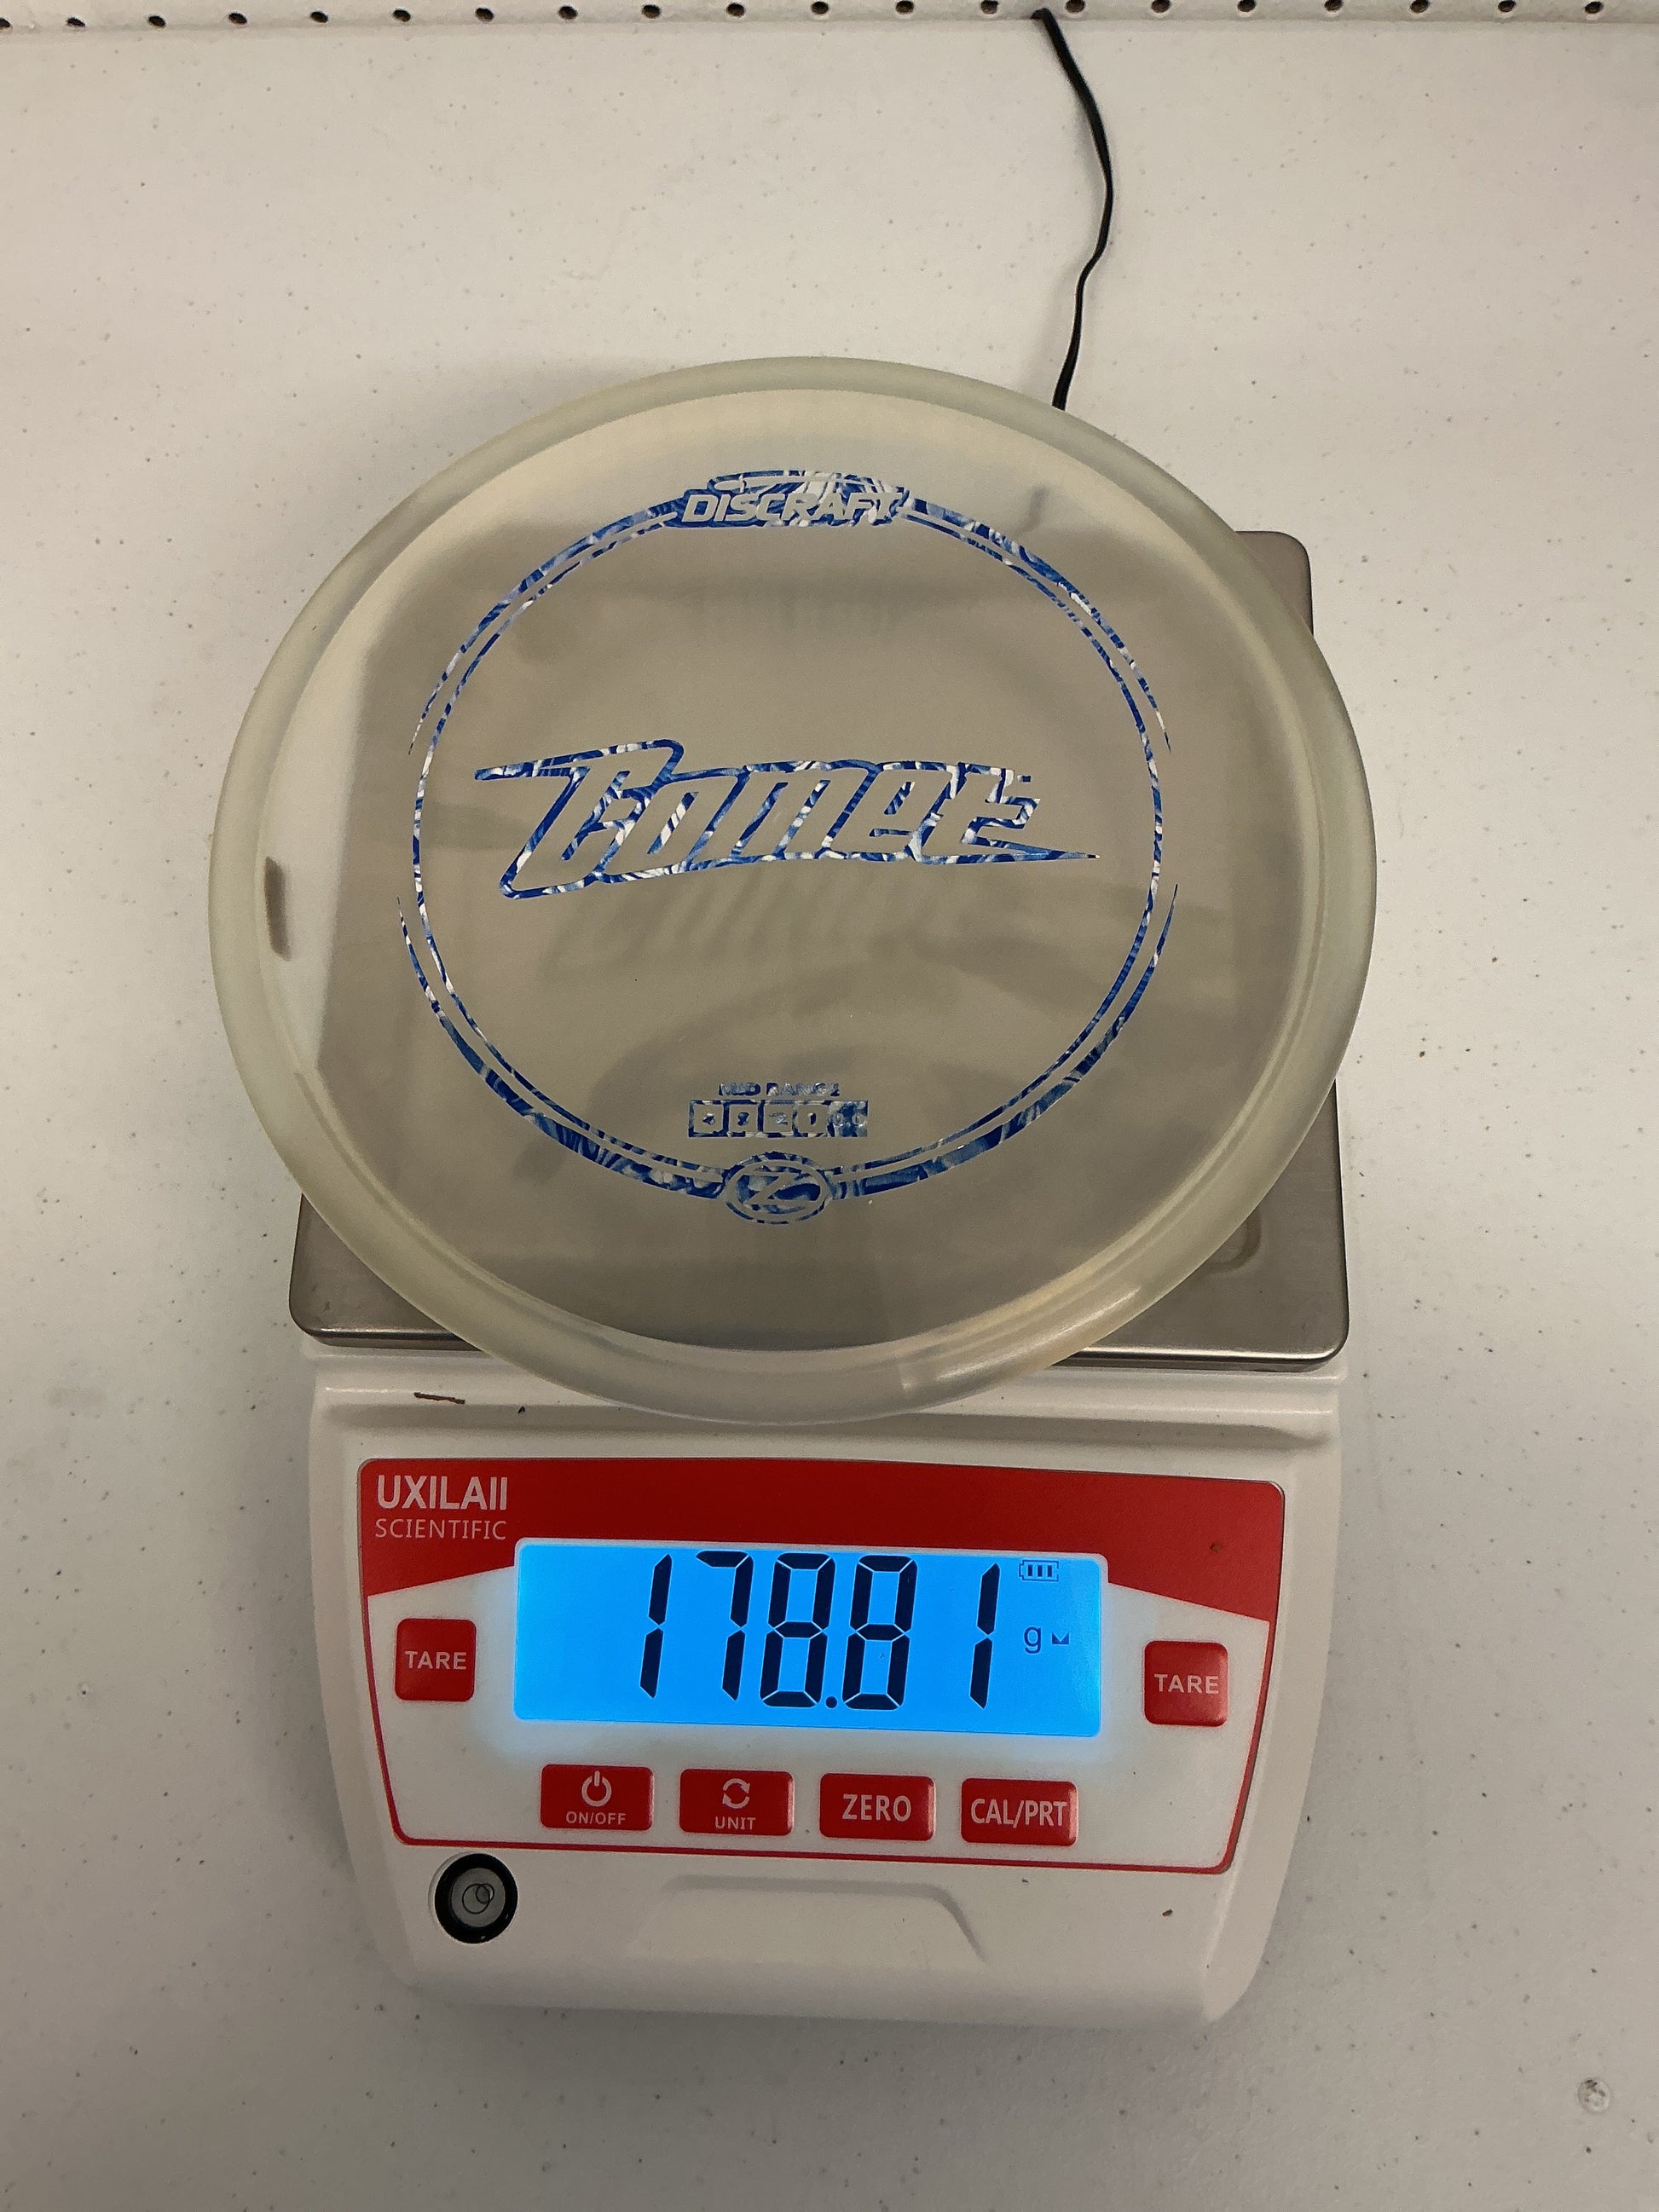 DISCRAFT
Comet
MID RANGE
Z
UXILAII
SCIENTIFIC
178.81
g
TARE
TARE
ON/OFF
UNIT
ZERO
CAL/PRT